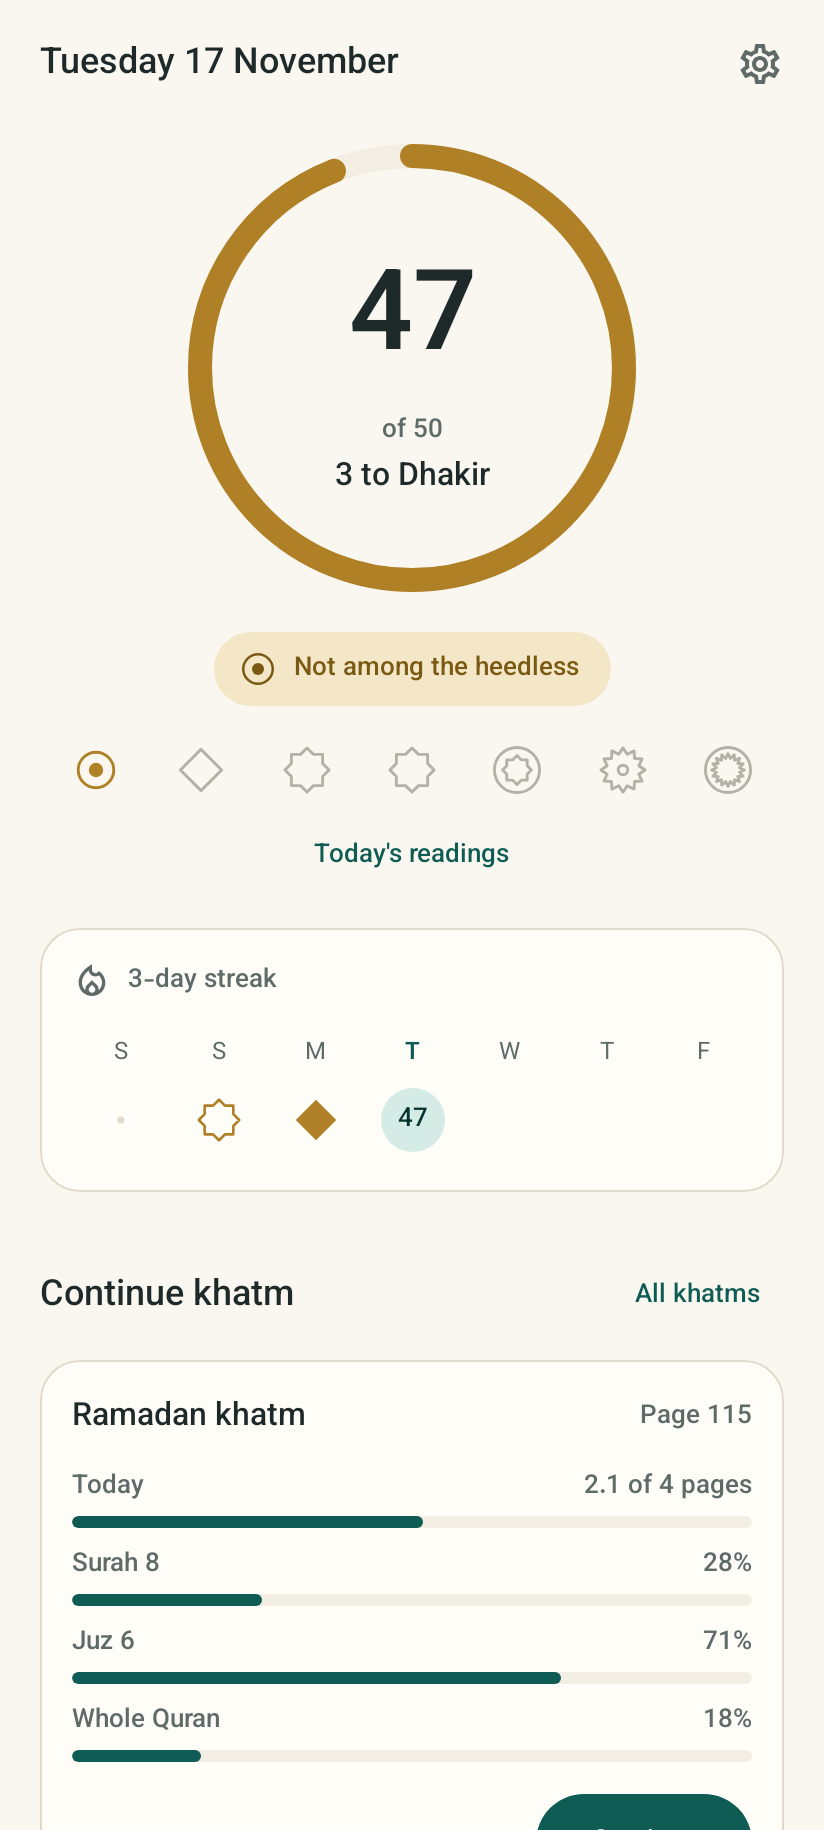 Tuesday 17 November
47
of 50
3 to Dhakir
Not among the heedless
Today's readings
3-day streak
S S M T W T F
47
Continue khatm All khatms
Ramadan khatm Page 115
Today 2.1 of 4 pages
Surah 8 28%
Juz 6 71%
Whole Quran 18%